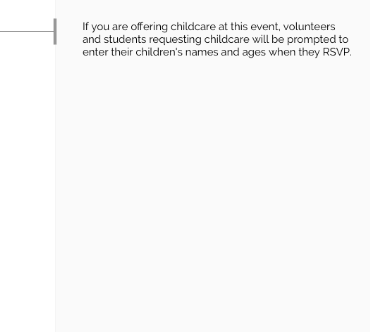 If you are offering childcare at this event, volunteers
and students requesting childcare will be prompted to
enter their children's names and ages when they RSVP.